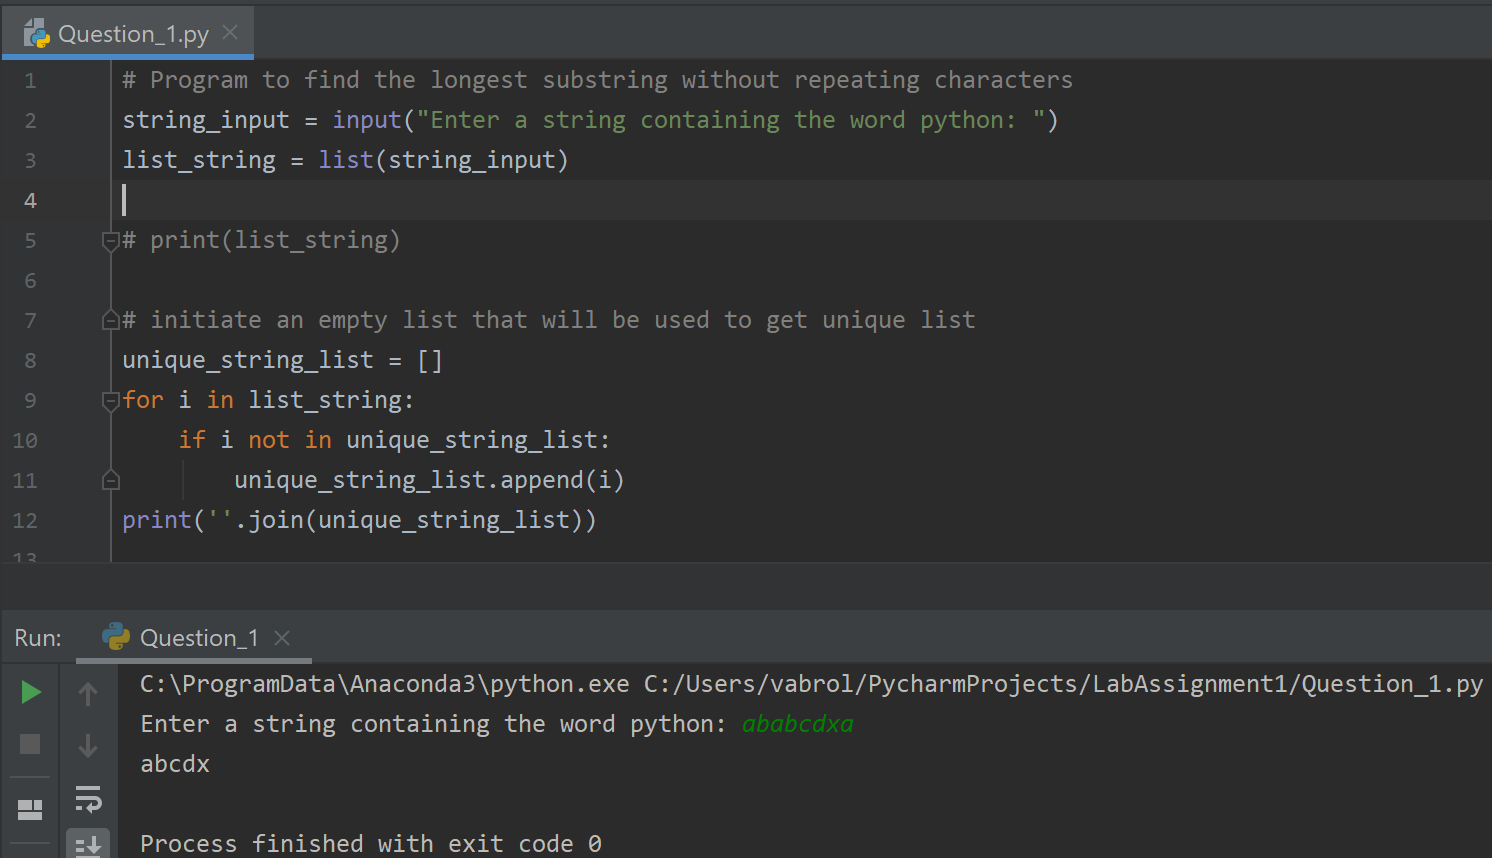 Question_1.py
1 # Program to find the longest substring without repeating characters
2 string_input = input("Enter a string containing the word python: ")
3 list_string = list(string_input)
4
5 # print(list_string)
6
7 # initiate an empty list that will be used to get unique list
8 unique_string_list = []
9 for i in list_string:
10     if i not in unique_string_list:
11         unique_string_list.append(i)
12 print(''.join(unique_string_list))
13
Run: Question_1
C:\ProgramData\Anaconda3\python.exe C:/Users/vabrol/PycharmProjects/LabAssignment1/Question_1.py
Enter a string containing the word python: ababcdxa
abcdx
Process finished with exit code 0